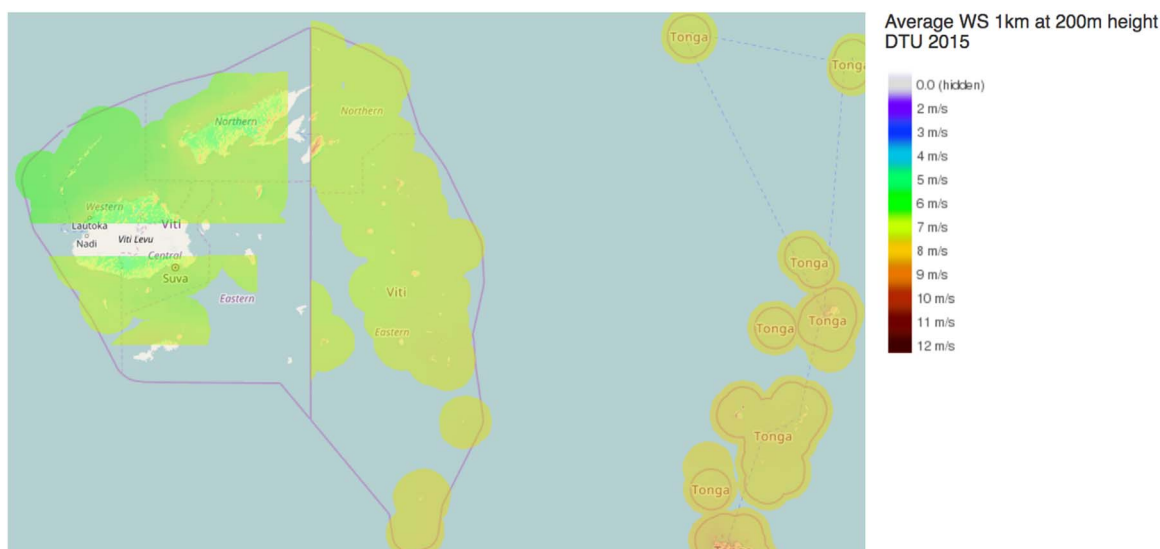 Average WS 1km at 200m height
DTU 2015
0.0 (hidden)
2 m/s
3 m/s
4 m/s
5 m/s
6 m/s
7 m/s
8 m/s
9 m/s
10 m/s
11 m/s
12 m/s
Tonga
Tonga
Northern
Northern
Western
Lautoka
Viti
Nadi
Viti Levu
Central
Suva
Eastern
Viti
Eastern
Tonga
Tonga
Tonga
Tonga
Tonga